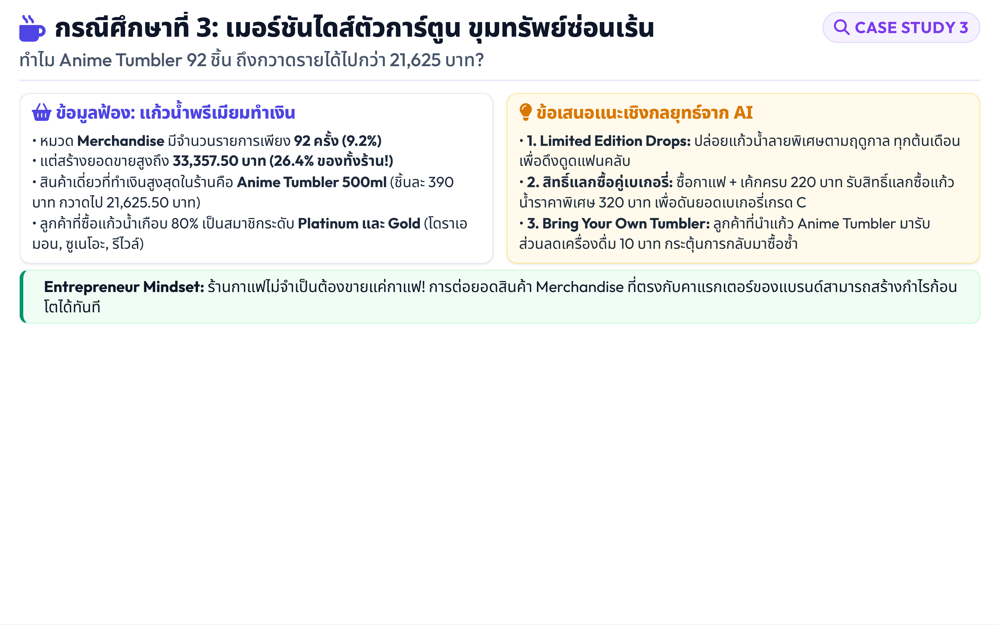 กรณีศึกษาที่ 3: เมอร์ชันไดส์ตัวการ์ตูน ขุมทรัพย์ซ่อนเร้น
CASE STUDY 3
ทำไม Anime Tumbler 92 ชิ้น ถึงกวาดรายได้ไปกว่า 21,625 บาท?
ข้อมูลฟ้อง: แก้วน้ำพรีเมียมทำเงิน
• หมวด Merchandise มีจำนวนรายการเพียง 92 ครั้ง (9.2%)
• แต่สร้างยอดขายสูงถึง 33,357.50 บาท (26.4% ของทั้งร้าน!)
• สินค้าเดี่ยวที่ทำเงินสูงสุดในร้านคือ Anime Tumbler 500ml (ชิ้นละ 390
บาท กวาดไป 21,625.50 บาท)
• ลูกค้าที่ซื้อแก้วน้ำเกือบ 80% เป็นสมาชิกระดับ Platinum และ Gold (โดราเอ
มอน, ซูเนโอะ, รีไวล์)
ข้อเสนอแนะเชิงกลยุทธ์จาก AI
• 1. Limited Edition Drops: ปล่อยแก้วน้ำลายพิเศษตามฤดูกาล ทุกต้นเดือน
เพื่อดึงดูดแฟนคลับ
• 2. สิทธิ์แลกซื้อคู่เบเกอรี่: ซื้อกาแฟ + เค้กครบ 220 บาท รับสิทธิ์แลกซื้อแก้ว
น้ำราคาพิเศษ 320 บาท เพื่อดันยอดเบเกอรี่เกรด C
• 3. Bring Your Own Tumbler: ลูกค้าที่นำแก้ว Anime Tumbler มารับ
ส่วนลดเครื่องดื่ม 10 บาท กระตุ้นการกลับมาซื้อซ้ำ
Entrepreneur Mindset: ร้านกาแฟไม่จำเป็นต้องขายแค่กาแฟ! การต่อยอดสินค้า Merchandise ที่ตรงกับคาแรกเตอร์ของแบรนด์สามารถสร้างกำไรก้อน
โตได้ทันที